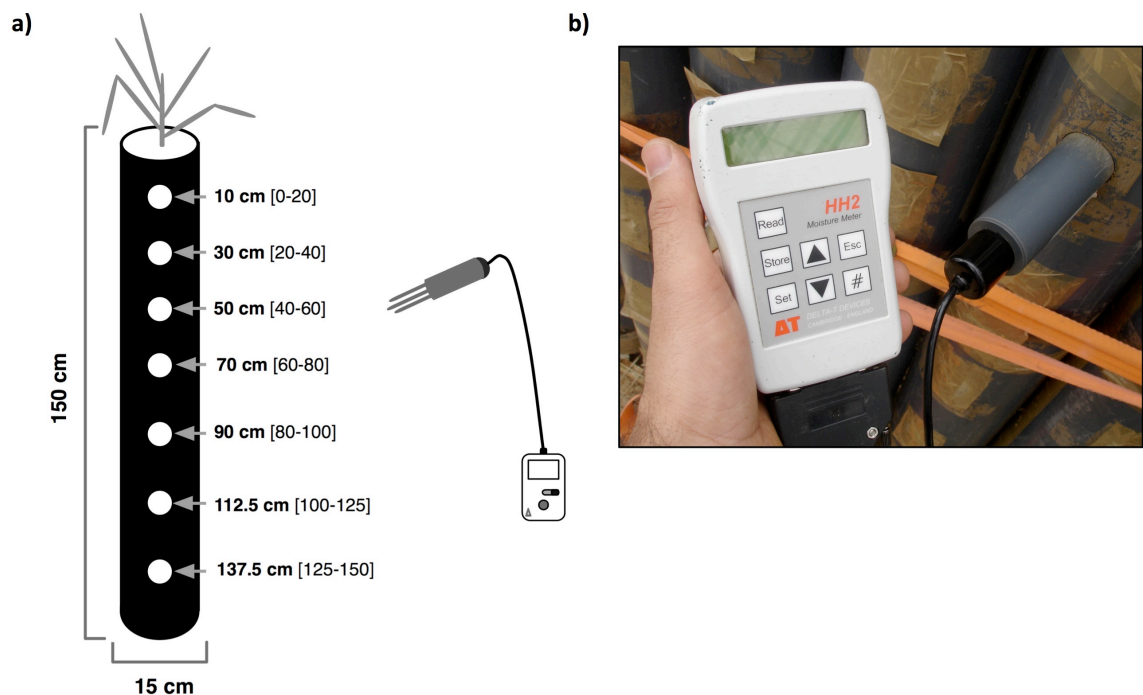 a)
10 cm [0-20]
30 cm [20-40]
50 cm [40-60]
70 cm [60-80]
90 cm [80-100]
112.5 cm [100-125]
137.5 cm [125-150]
150 cm
15 cm
b)
HH2
Moisture Meter
Read
Store
Esc
Set
#
ΔT DELTA-T DEVICES
CAMBRIDGE ENGLAND